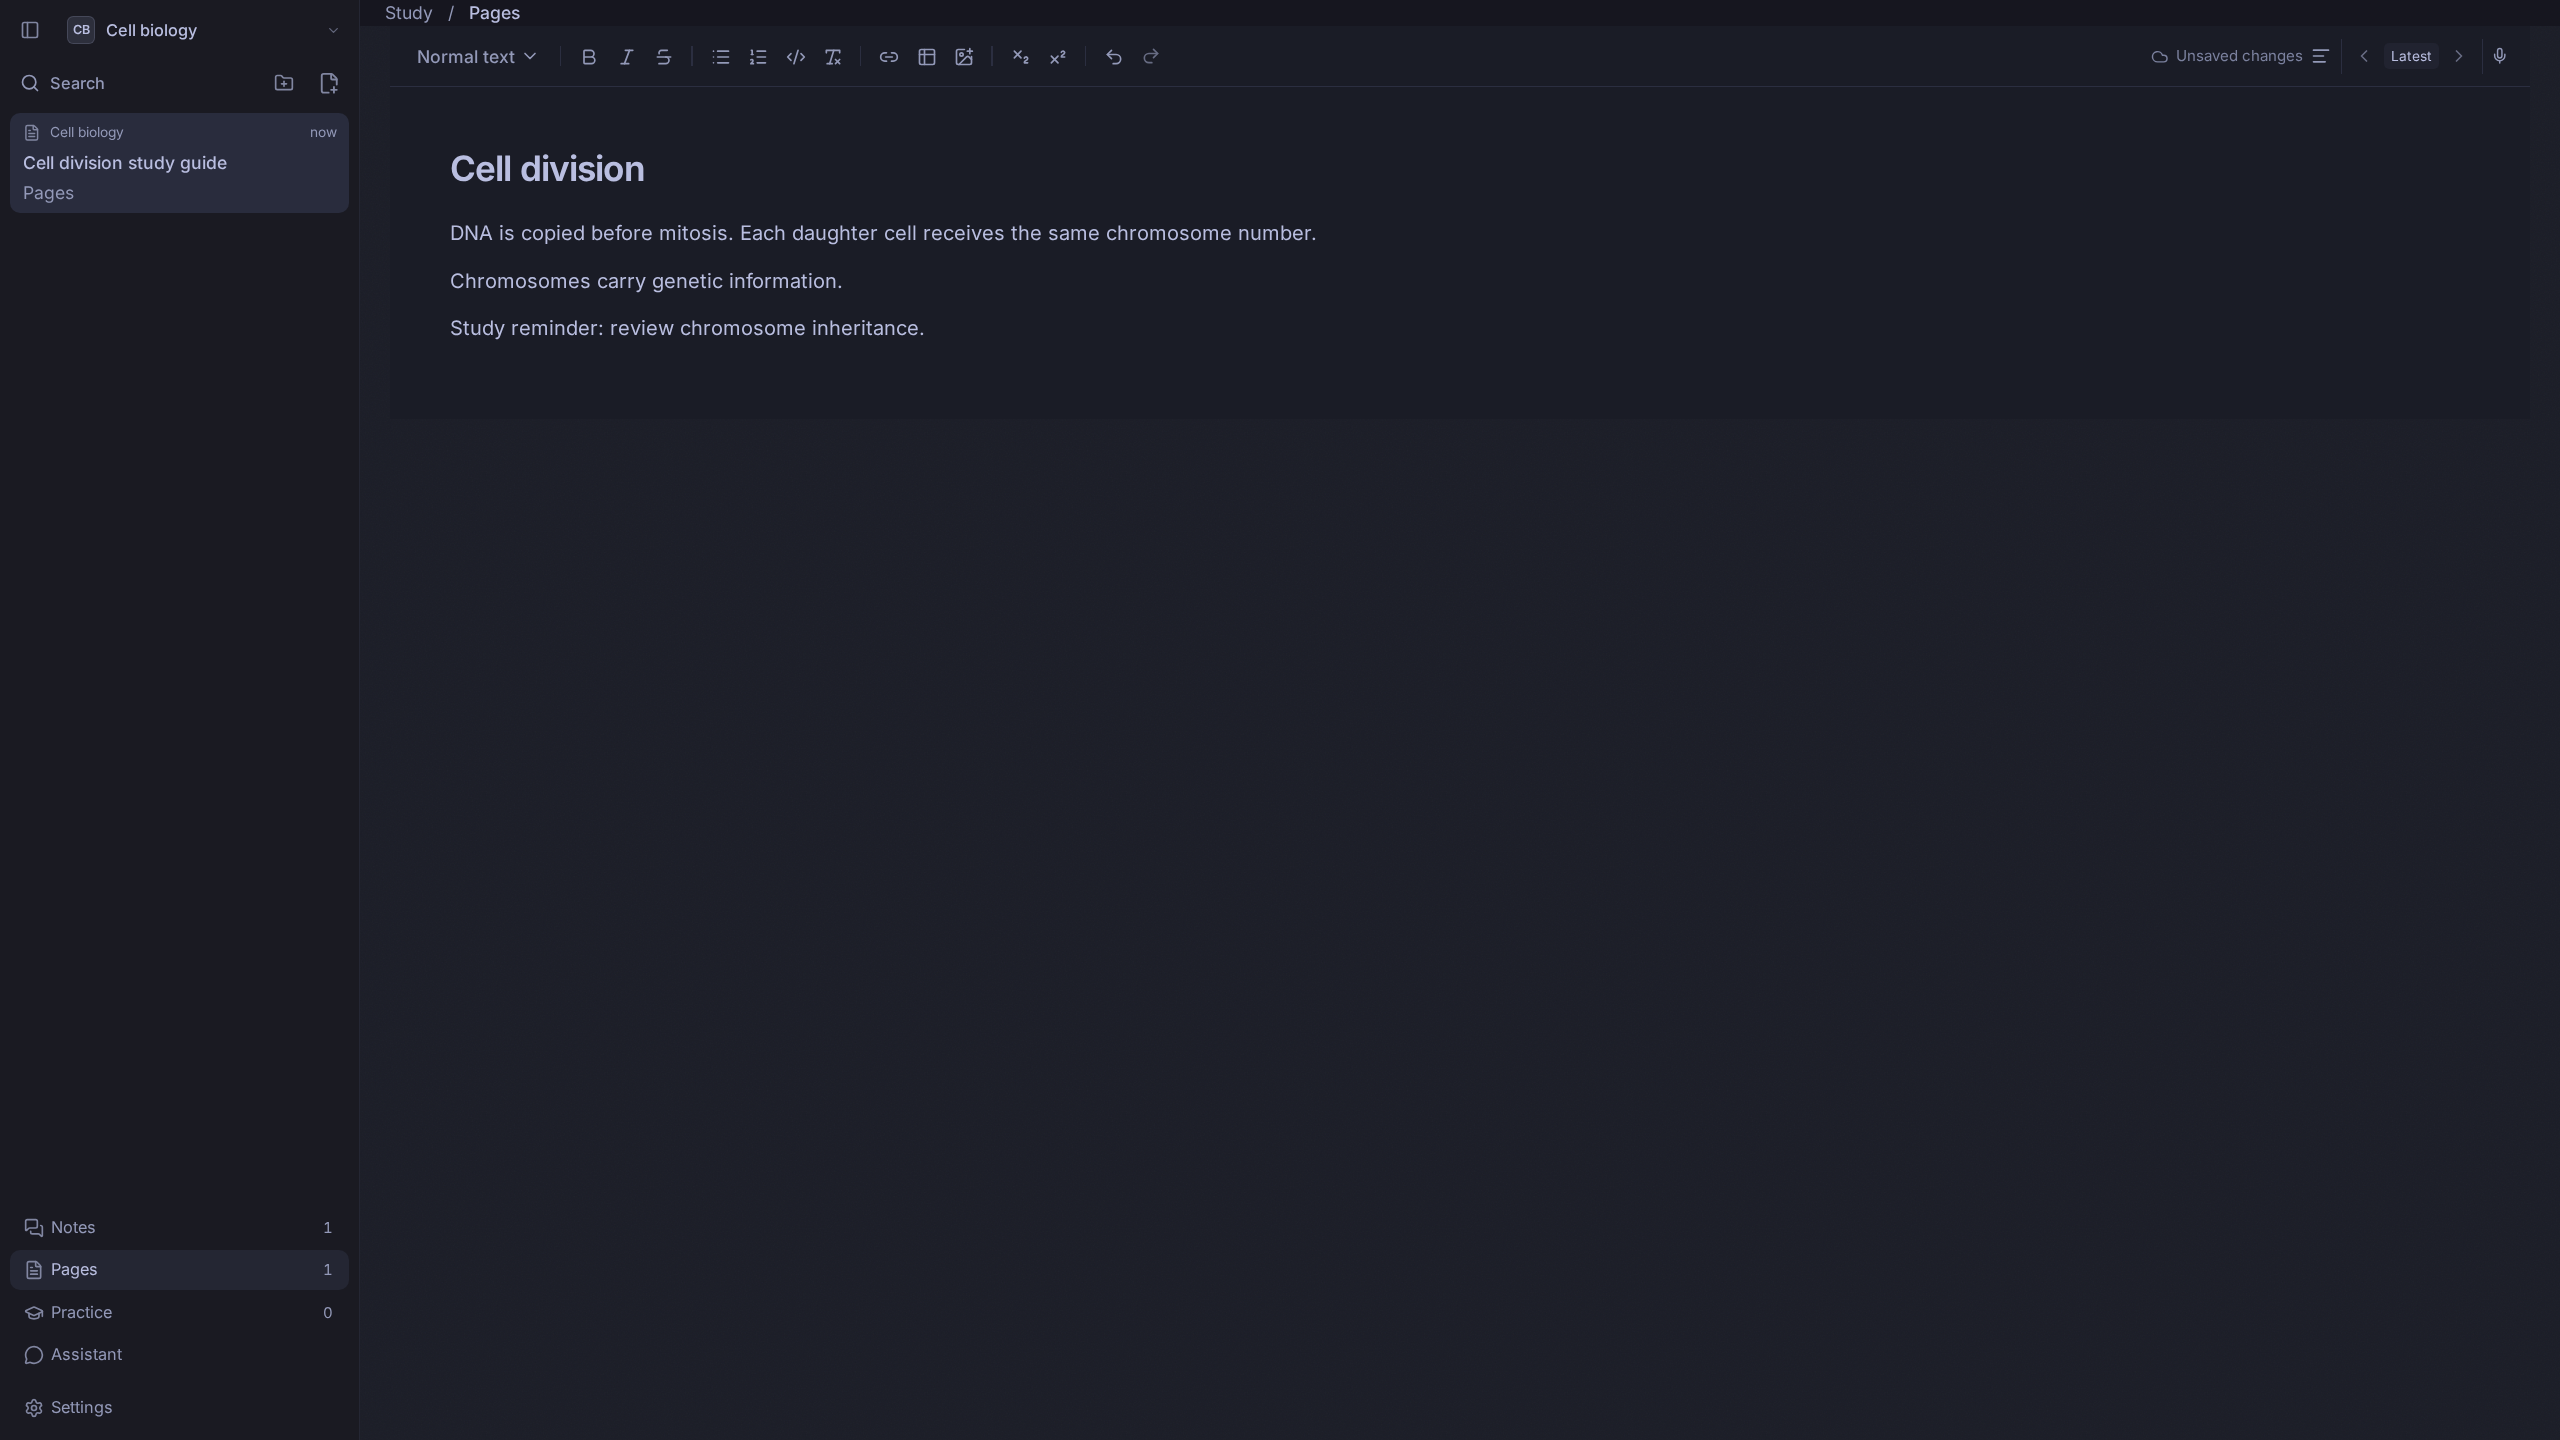 CB Cell biology
Search
Cell biology now
Cell division study guide
Pages
Notes 1
Pages 1
Practice 0
Assistant
Settings
Study / Pages
Normal text
Unsaved changes
Latest
Cell division
DNA is copied before mitosis. Each daughter cell receives the same chromosome number.
Chromosomes carry genetic information.
Study reminder: review chromosome inheritance.